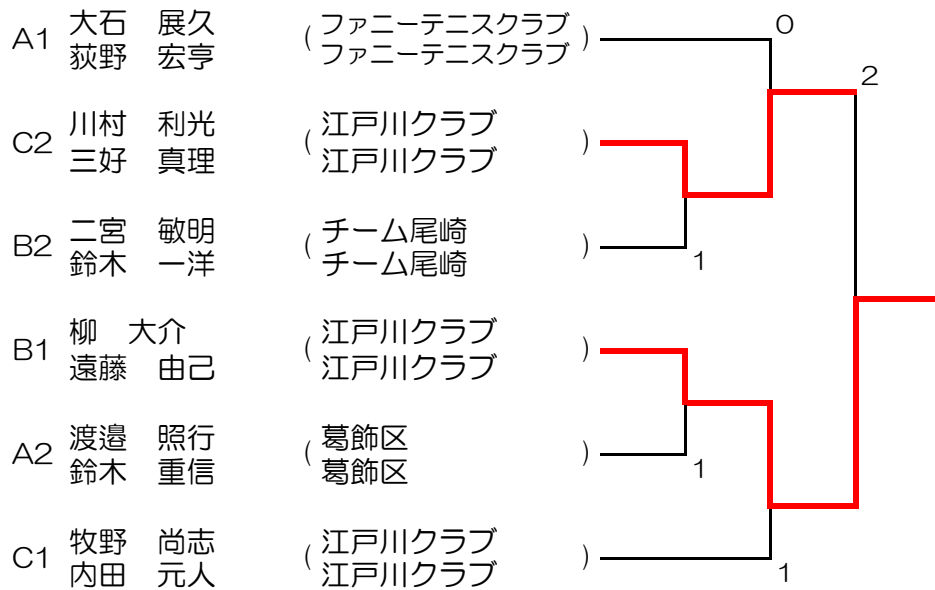 0
A1 大石　展久 ( ファニーテニスクラブ )
荻野　宏亨 ファニーテニスクラブ
2
C2 川村　利光 ( 江戸川クラブ )
三好　真理 江戸川クラブ
B2 二宮　敏明 ( チーム尾崎 )
鈴木　一洋 チーム尾崎
1
B1 柳　大介 ( 江戸川クラブ )
遠藤　由己 江戸川クラブ
A2 渡邉　照行 ( 葛飾区 )
鈴木　重信 葛飾区
1
C1 牧野　尚志 ( 江戸川クラブ )
内田　元人 江戸川クラブ
1